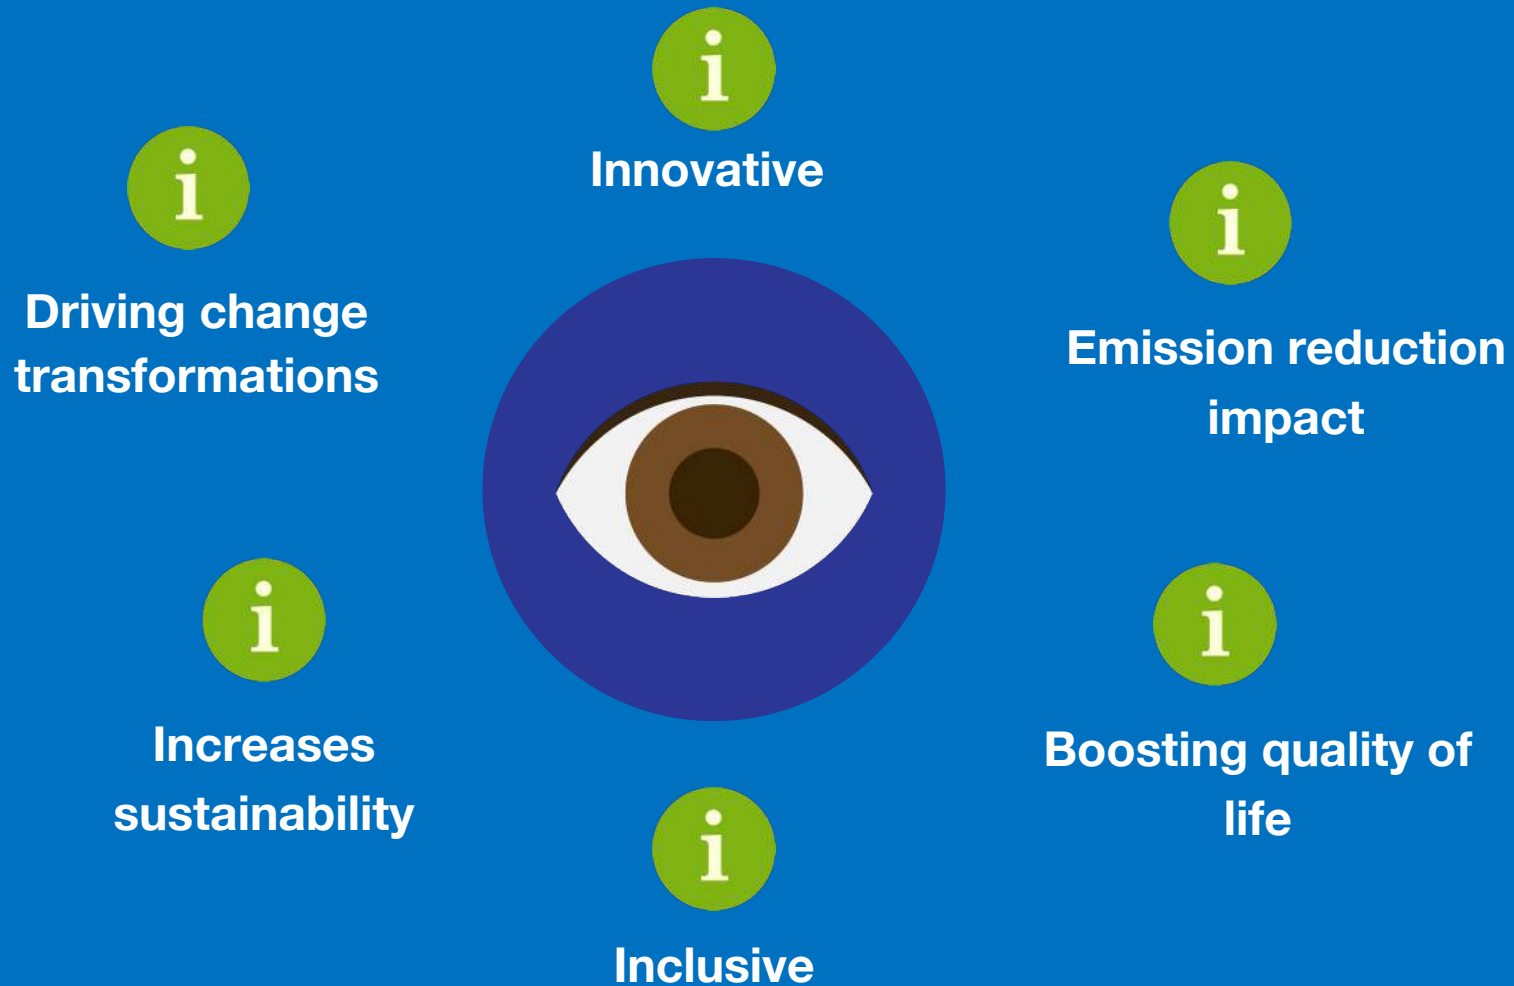 i
Innovative
i
Driving change
transformations
i
Emission reduction
impact
i
Increases
sustainability
i
Boosting quality of
life
i
Inclusive